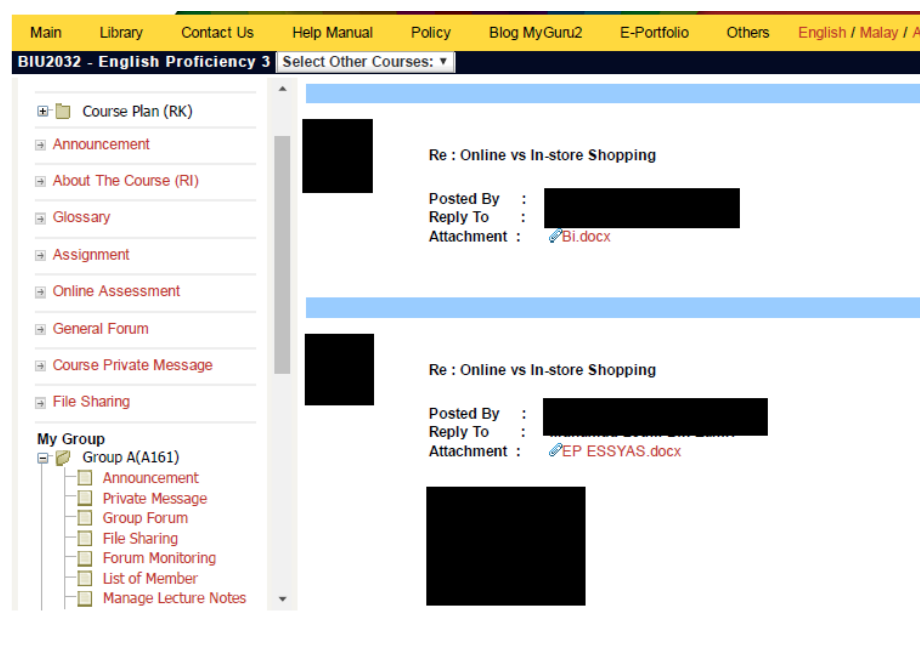 Main Library Contact Us Help Manual Policy Blog MyGuru2 E-Portfolio Others English / Malay /
BIU2032 - English Proficiency 3 Select Other Courses:
Course Plan (RK)
Announcement
About The Course (RI)
Glossary
Assignment
Online Assessment
General Forum
Course Private Message
File Sharing
My Group
Group A(A161)
Announcement
Private Message
Group Forum
File Sharing
Forum Monitoring
List of Member
Manage Lecture Notes
Re : Online vs In-store Shopping
Posted By :
Reply To :
Attachment : Bi.docx
Re : Online vs In-store Shopping
Posted By :
Reply To :
Attachment : EP ESSYAS.docx